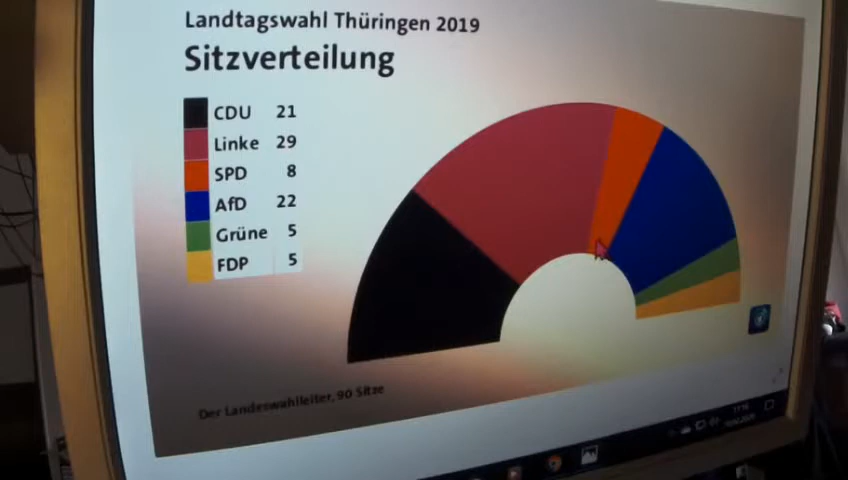 Landtagswahl Thüringen 2019
Sitzverteilung
CDU 21
Linke 29
SPD 8
AfD 22
Grüne 5
FDP 5
Der Landeswahlleiter, 90 Sitze